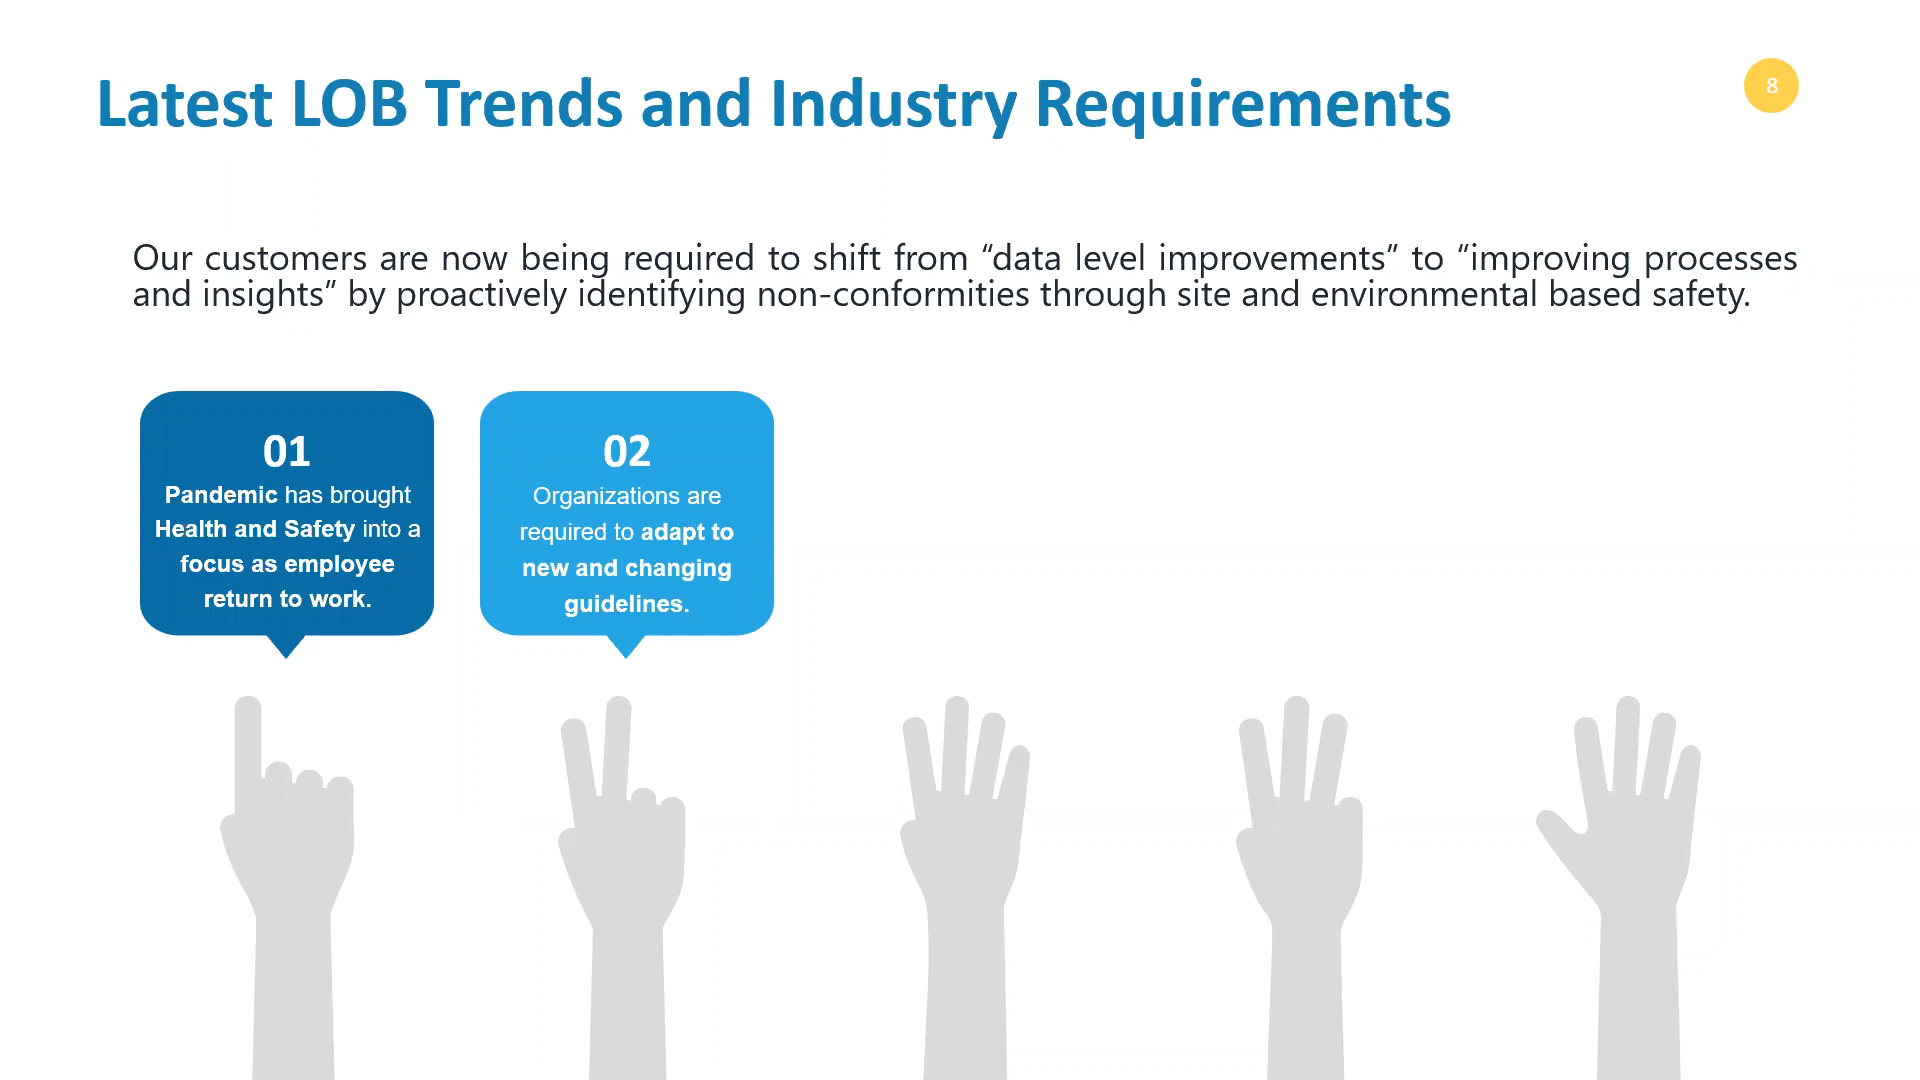 Latest LOB Trends and Industry Requirements
8
Our customers are now being required to shift from “data level improvements” to “improving processes
and insights” by proactively identifying non-conformities through site and environmental based safety.
01
Pandemic has brought
Health and Safety into a
focus as employee
return to work.
02
Organizations are
required to adapt to
new and changing
guidelines.